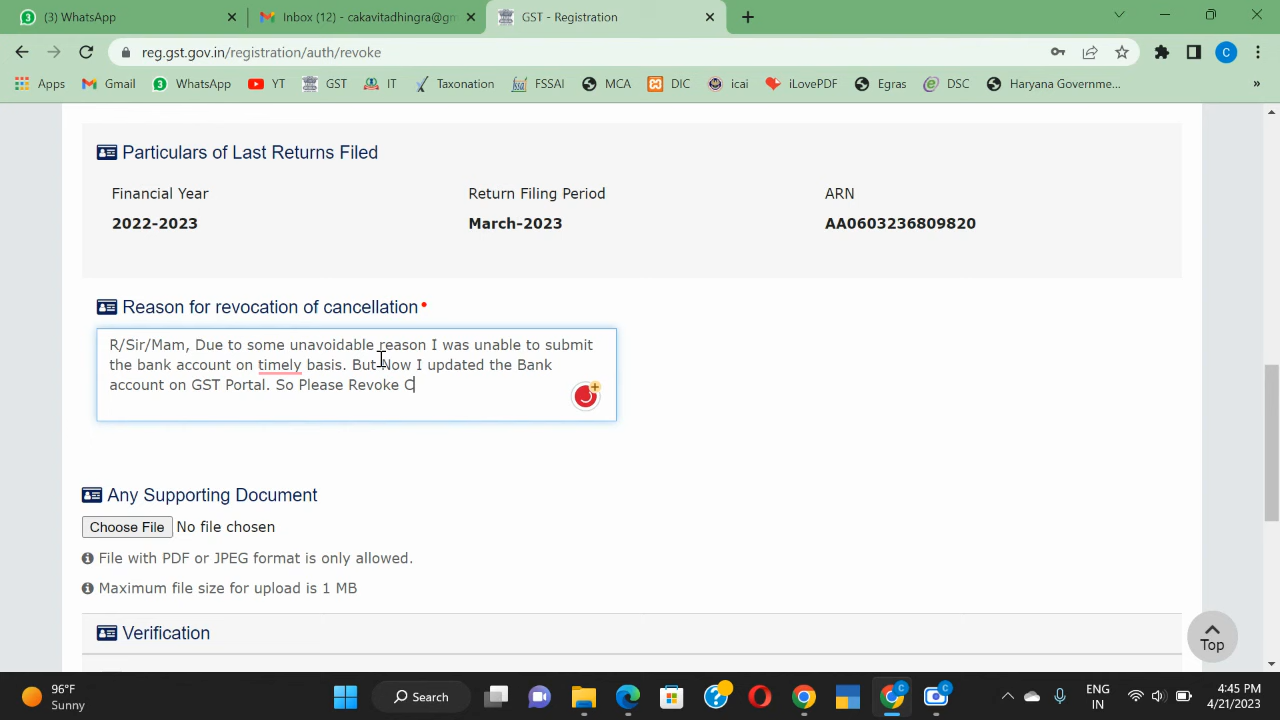 (3) WhatsApp
Inbox (12) - cakavitadhingra@gm
GST - Registration
reg.gst.gov.in/registration/auth/revoke
C
Apps
Gmail
3
WhatsApp
YT
GST
IT
Taxonation
FSSAI
MCA
DIC
icai
iLovePDF
Egras
DSC
Haryana Governme...
»
Particulars of Last Returns Filed
Financial Year
Return Filing Period
ARN
2022-2023
March-2023
AA0603236809820
Reason for revocation of cancellation
R/Sir/Mam, Due to some unavoidable reason I was unable to submit
the bank account on timely basis. But Now I updated the Bank
account on GST Portal. So Please Revoke C
Any Supporting Document
Choose File No file chosen
File with PDF or JPEG format is only allowed.
Maximum file size for upload is 1 MB
Verification
Top
96°F
Sunny
Search
ENG
IN
4:45 PM
4/21/2023